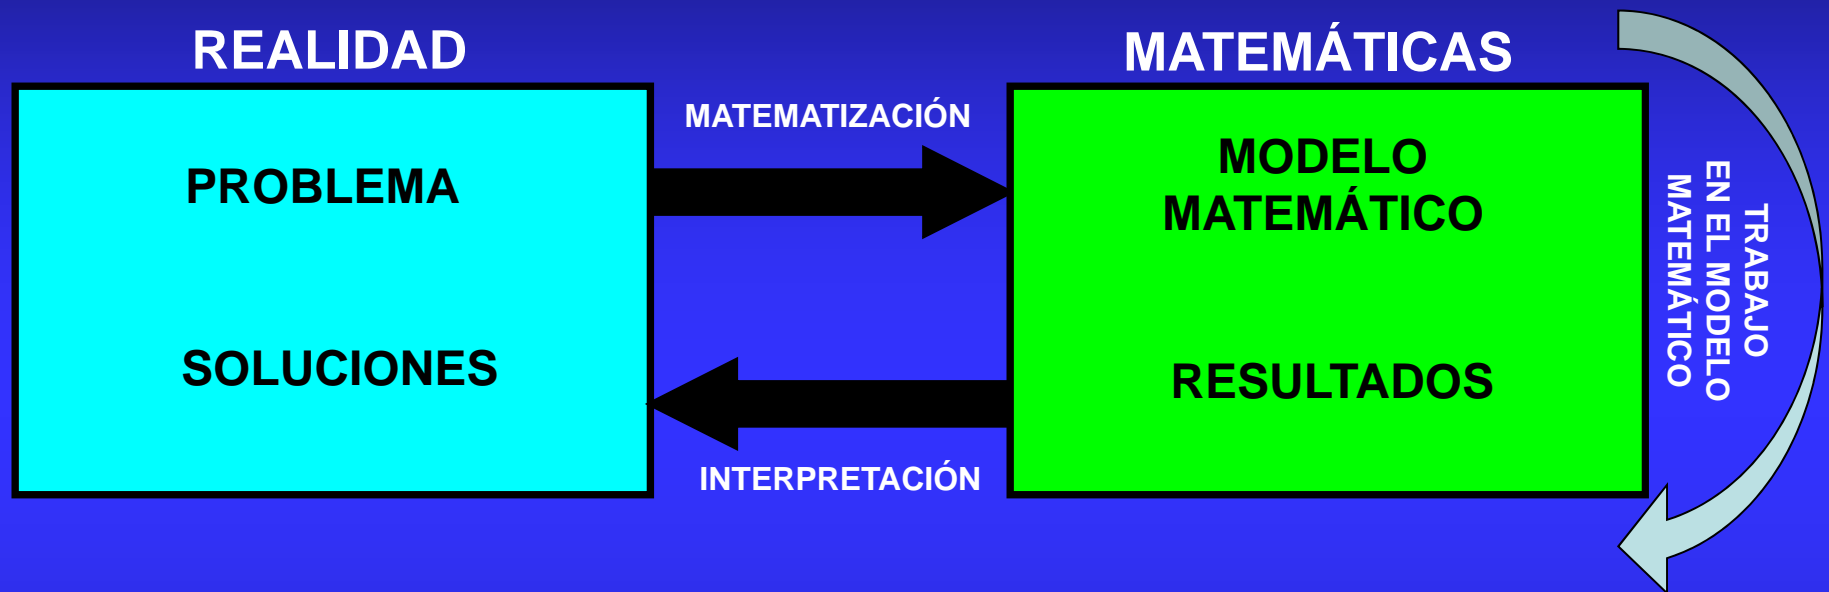 REALIDAD
MATEMÁTICAS
MATEMATIZACIÓN
PROBLEMA
MODELO
MATEMÁTICO
SOLUCIONES
RESULTADOS
INTERPRETACIÓN
TRABAJO
EN EL MODELO
MATEMÁTICO